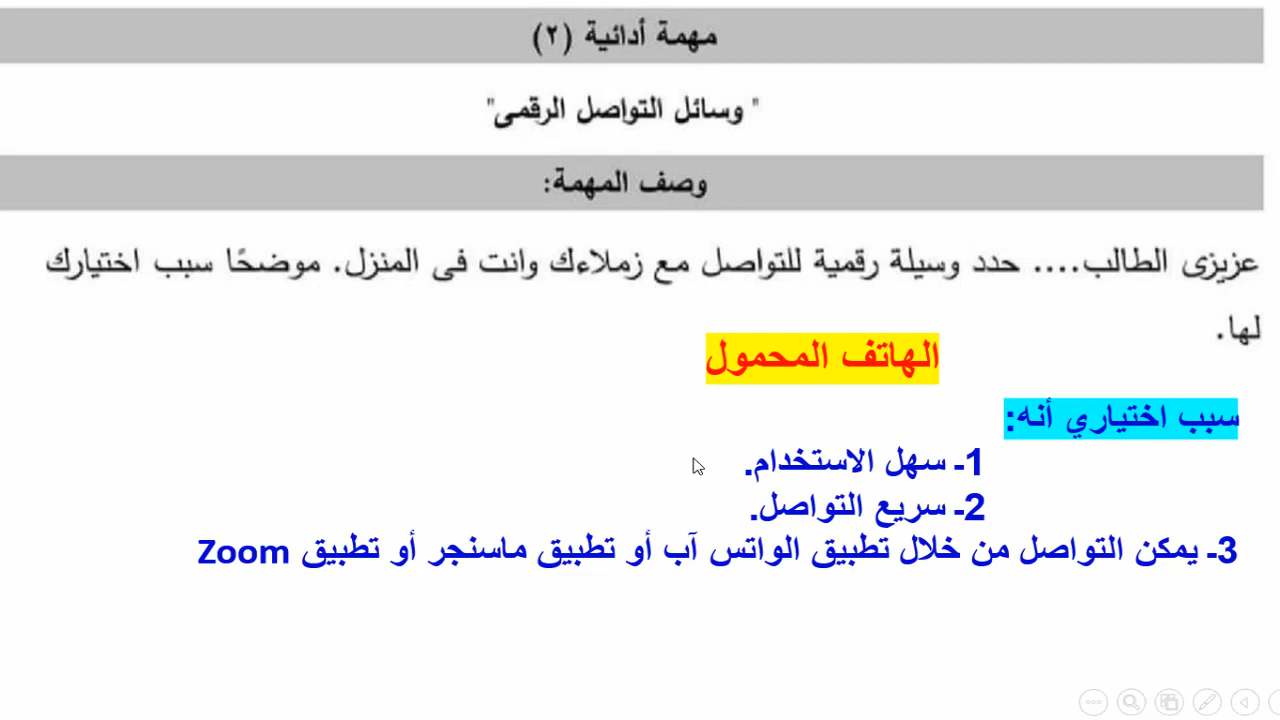 مهمة أدائية (٢)
" وسائل التواصل الرقمى"
وصف المهمة:
عزيزى الطالب.... حدد وسيلة رقمية للتواصل مع زملاءك وانت فى المنزل. موضحًا سبب اختيارك
لها.
الهاتف المحمول
سبب اختياري أنه:
1- سهل الاستخدام.
2- سريع التواصل.
3- يمكن التواصل من خلال تطبيق الواتس آب أو تطبيق ماسنجر أو تطبيق Zoom